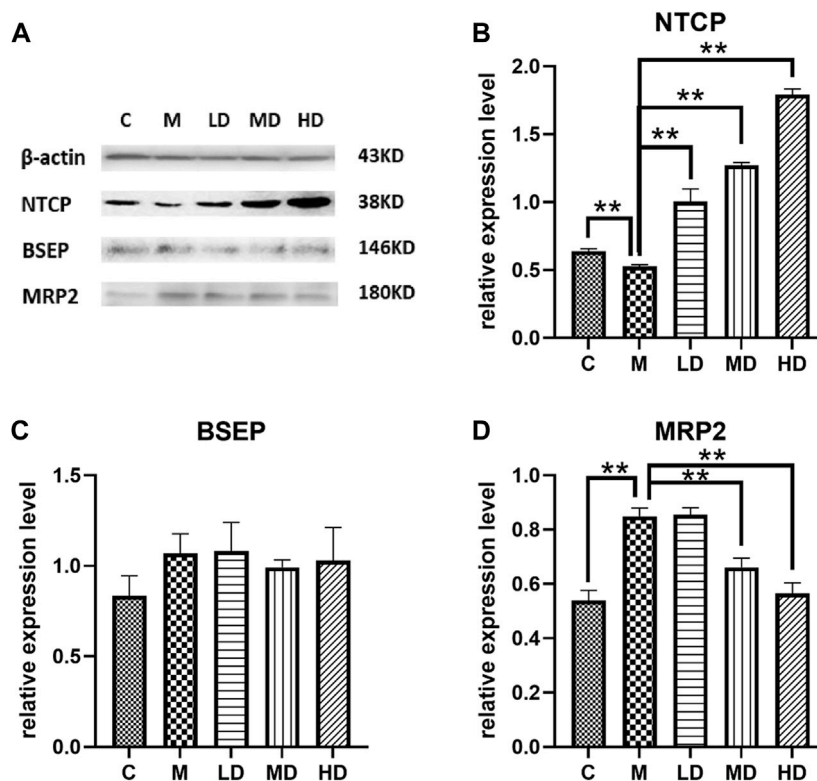 A
C M LD MD HD
β-actin 43KD
NTCP 38KD
BSEP 146KD
MRP2 180KD
B
NTCP
relative expression level
2.0
1.5
1.0
0.5
0.0
** ** ** **
C M LD MD HD
C
BSEP
relative expression level
1.5
1.0
0.5
0.0
C M LD MD HD
D
MRP2
relative expression level
1.0
0.8
0.6
0.4
0.2
0.0
** ** **
C M LD MD HD